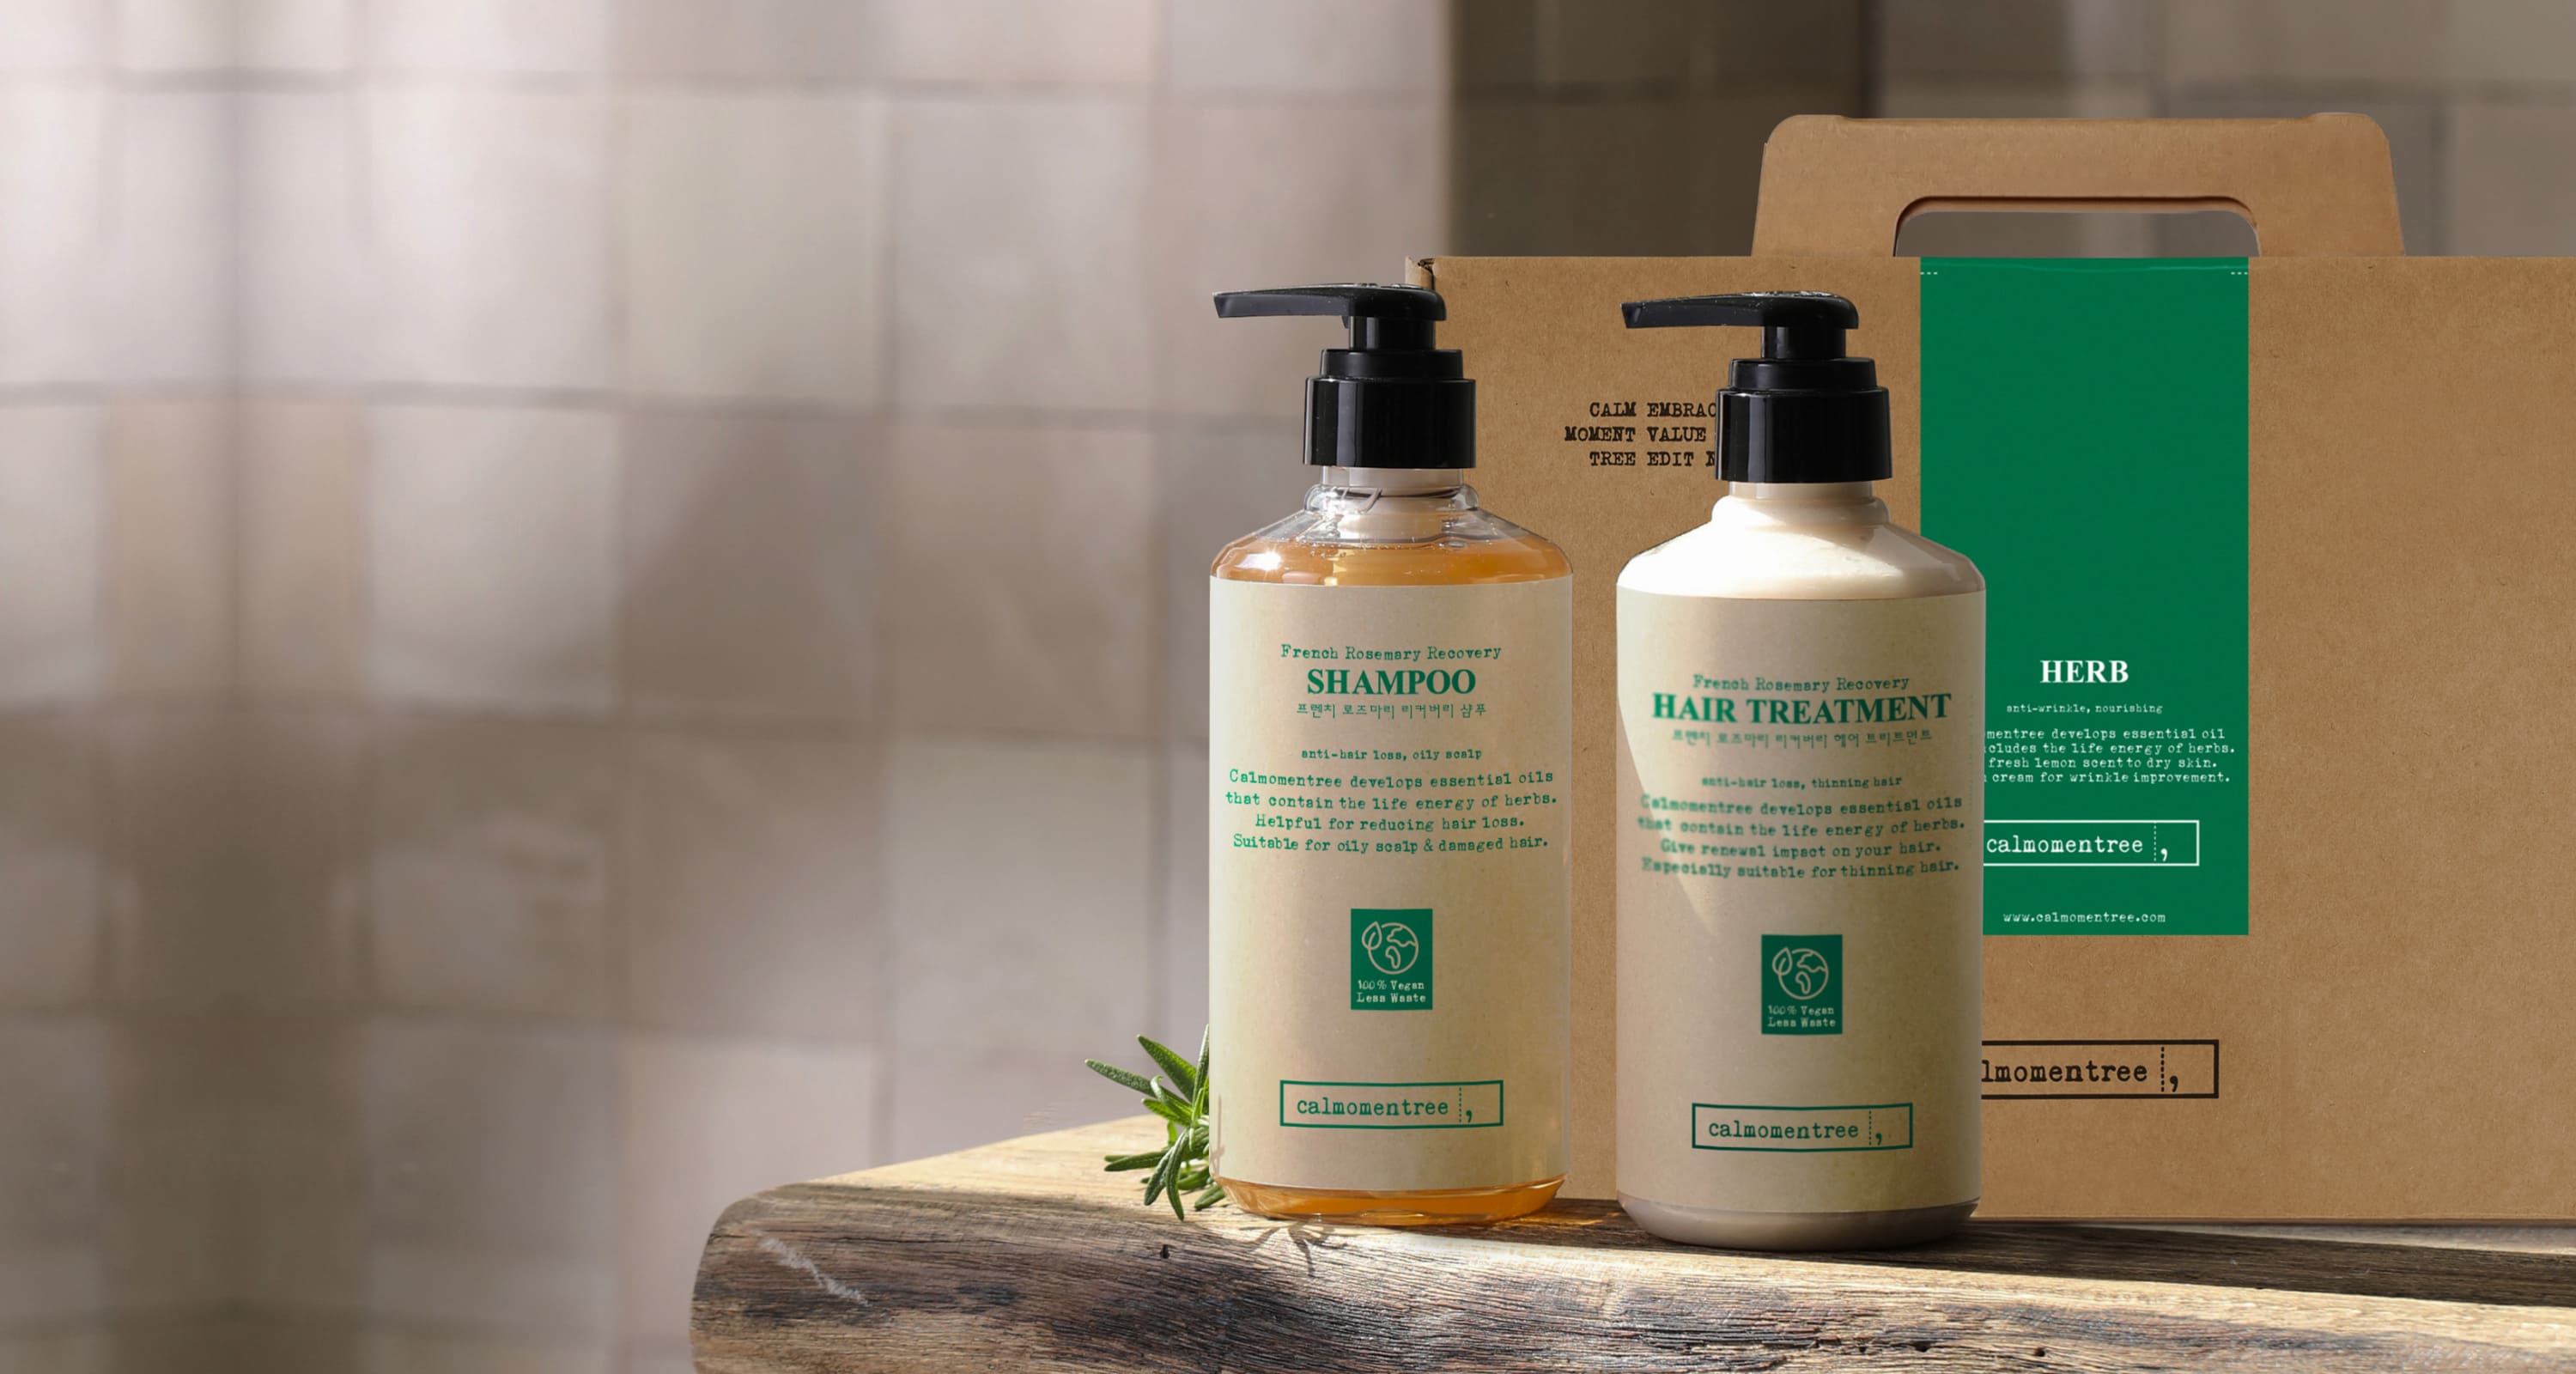 CALM EMBRAC
MOMENT VALUE
TREE EDIT
French Rosemary Recovery
SHAMPOO
프렌치 로즈마리 리커버리 샴푸
anti-hair loss, oily scalp
Calmomentree develops essential oils
that contain the life energy of herbs.
Helpful for reducing hair loss.
Suitable for oily scalp & damaged hair.
100% Vegan
Less Waste
calmomentree ,
French Rosemary Recovery
HAIR TREATMENT
프렌치 로즈마리 리커버리 헤어 트리트먼트
anti-hair loss, thinning hair
Calmomentree develops essential oils
that contain the life energy of herbs.
Give renewal impact on your hair.
Especially suitable for thinning hair.
100% Vegan
Less Waste
calmomentree ,
HERB
anti-wrinkle, nourishing
mentree develops essential oil
cludes the life energy of herbs.
fresh lemon scent to dry skin.
cream for wrinkle improvement.
calmomentree ,
www.calmomentree.com
lmomentree ,